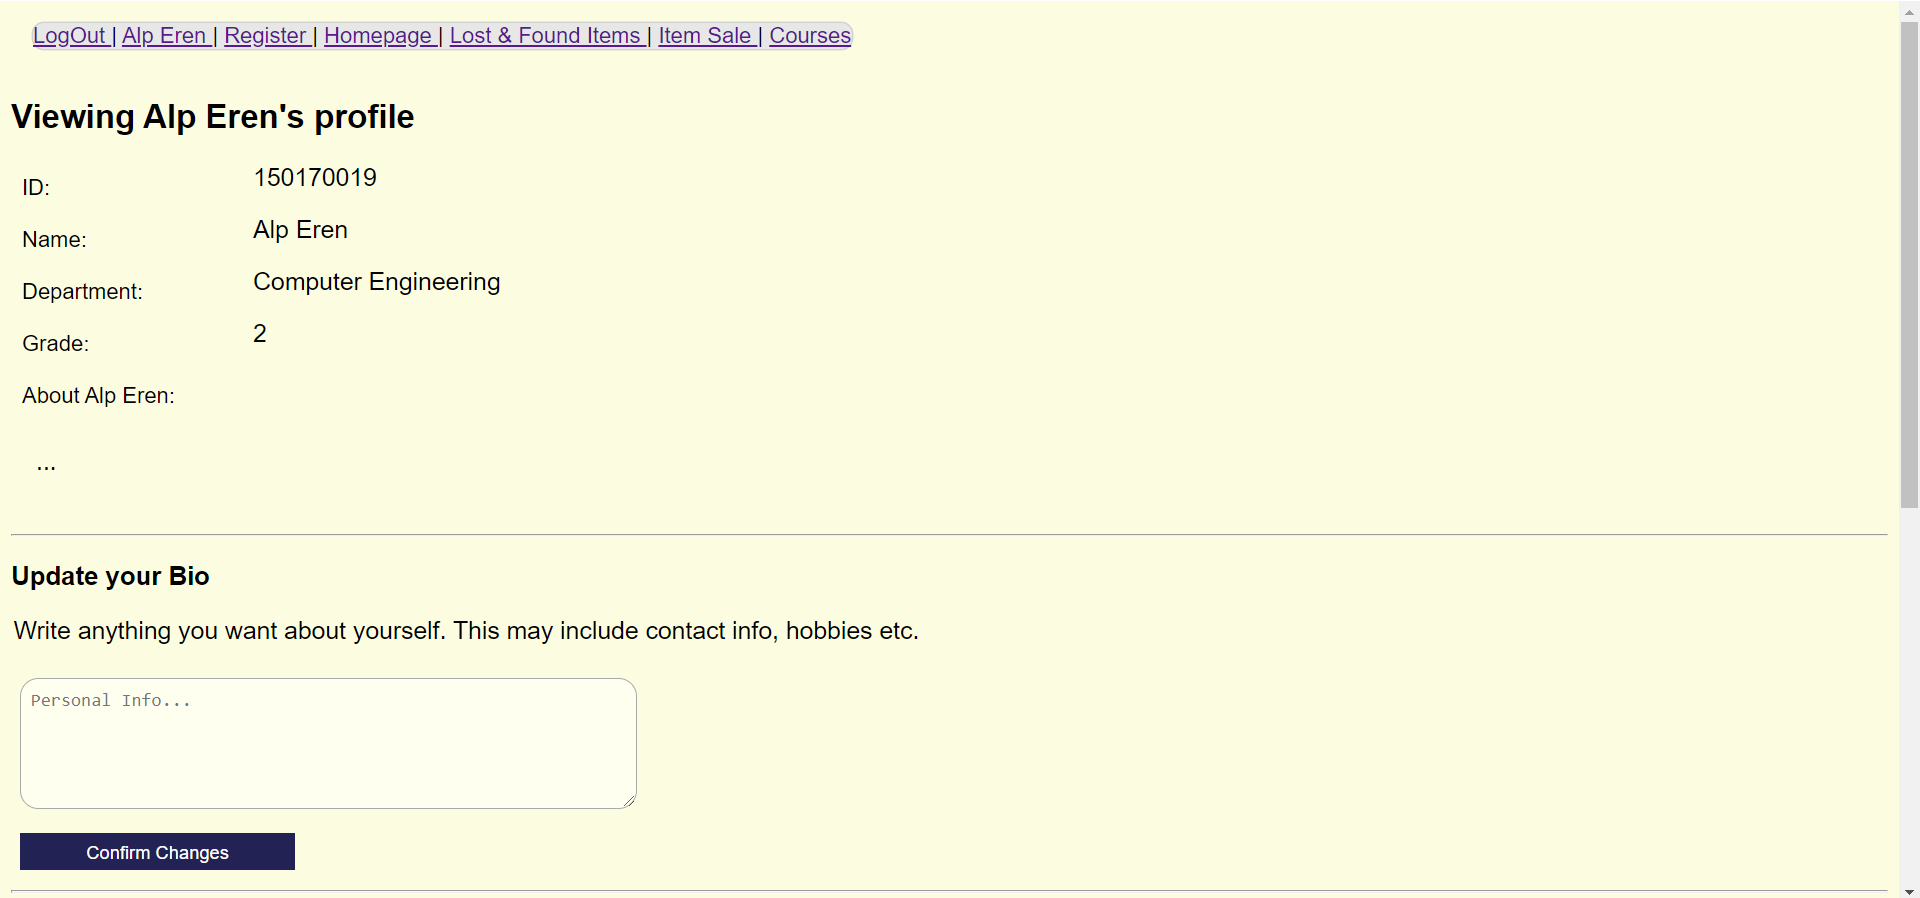 LogOut | Alp Eren | Register | Homepage | Lost & Found Items | Item Sale | Courses
Viewing Alp Eren's profile
ID: 150170019
Name: Alp Eren
Department: Computer Engineering
Grade: 2
About Alp Eren:
...
Update your Bio
Write anything you want about yourself. This may include contact info, hobbies etc.
Personal Info...
Confirm Changes